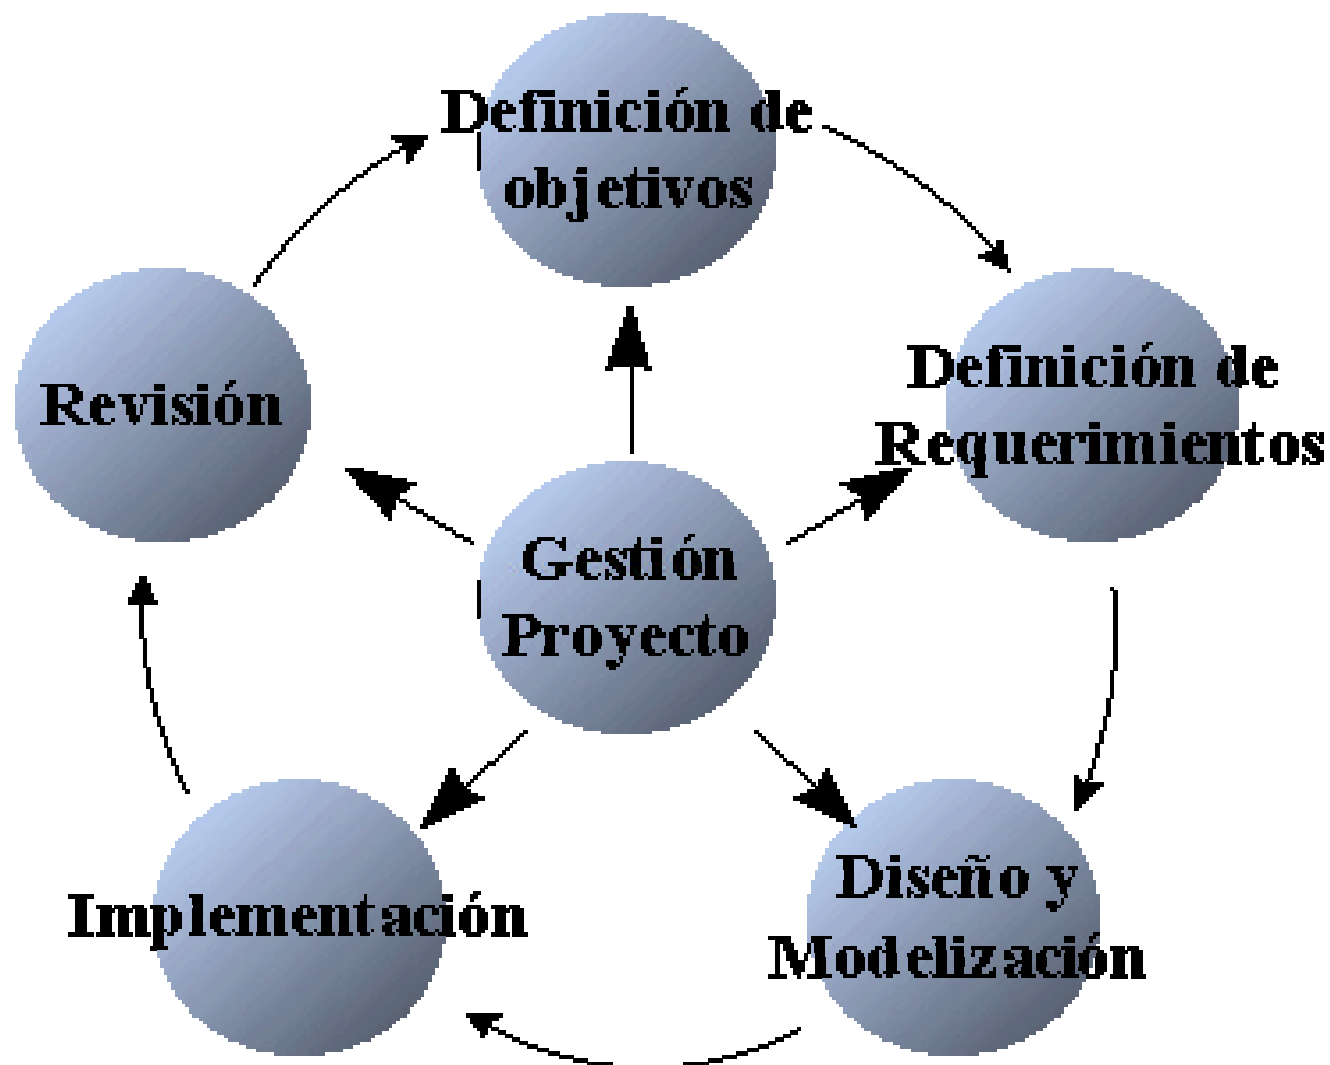 Definición de
objetivos
Definición de
Requerimientos
Revisión
Gestión
Proyecto
Diseño y
Modelización
Implementación